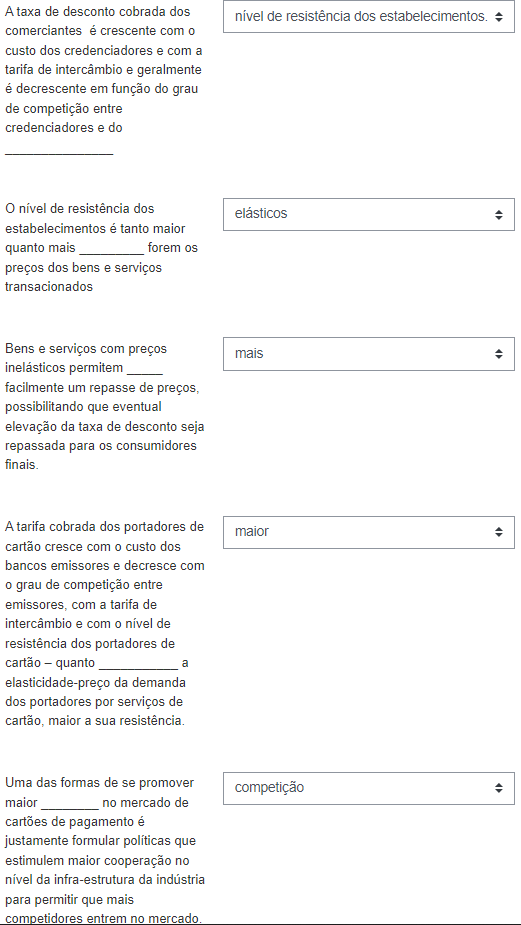 A taxa de desconto cobrada dos
comerciantes  é crescente com o
custo dos credenciadores e com a
tarifa de intercâmbio e geralmente
é decrescente em função do grau
de competição entre
credenciadores e do
_______________
nível de resistência dos estabelecimentos.
O nível de resistência dos
estabelecimentos é tanto maior
quanto mais _________ forem os
preços dos bens e serviços
transacionados
elásticos
Bens e serviços com preços
inelásticos permitem _____
facilmente um repasse de preços,
possibilitando que eventual
elevação da taxa de desconto seja
repassada para os consumidores
finais.
mais
A tarifa cobrada dos portadores de
cartão cresce com o custo dos
bancos emissores e decresce com
o grau de competição entre
emissores, com a tarifa de
intercâmbio e com o nível de
resistência dos portadores de
cartão – quanto ___________ a
elasticidade-preço da demanda
dos portadores por serviços de
cartão, maior a sua resistência.
maior
Uma das formas de se promover
maior ________ no mercado de
cartões de pagamento é
justamente formular políticas que
estimulem maior cooperação no
nível da infra-estrutura da indústria
para permitir que mais
competidores entrem no mercado.
competição